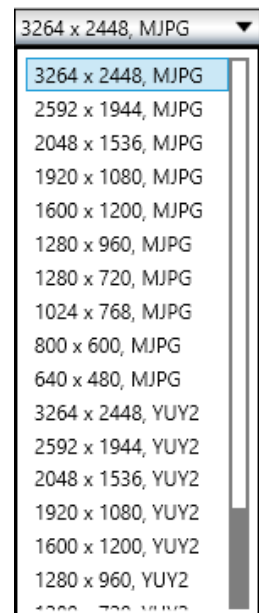 3264 x 2448, MJPG
3264 x 2448, MJPG
2592 x 1944, MJPG
2048 x 1536, MJPG
1920 x 1080, MJPG
1600 x 1200, MJPG
1280 x 960, MJPG
1280 x 720, MJPG
1024 x 768, MJPG
800 x 600, MJPG
640 x 480, MJPG
3264 x 2448, YUY2
2592 x 1944, YUY2
2048 x 1536, YUY2
1920 x 1080, YUY2
1600 x 1200, YUY2
1280 x 960, YUY2